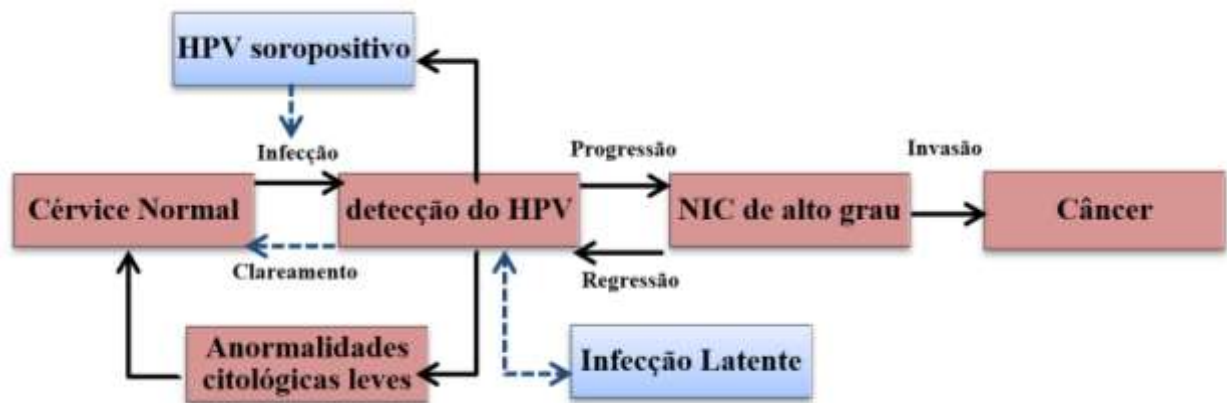 HPV soropositivo
Infecção
Progressão
Invasão
Cérvice Normal
detecção do HPV
NIC de alto grau
Câncer
Clareamento
Regressão
Anormalidades
citológicas leves
Infecção Latente